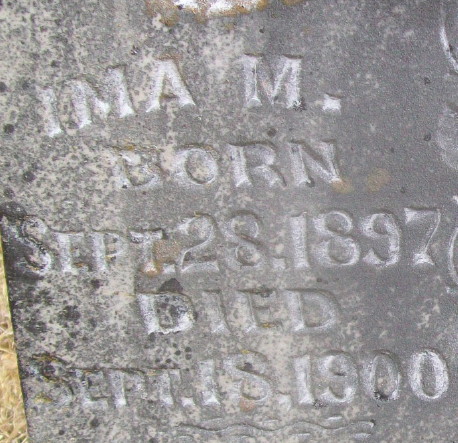 IMA M.
BORN
SEPT. 28. 1897
DIED
SEPT. 18. 1900